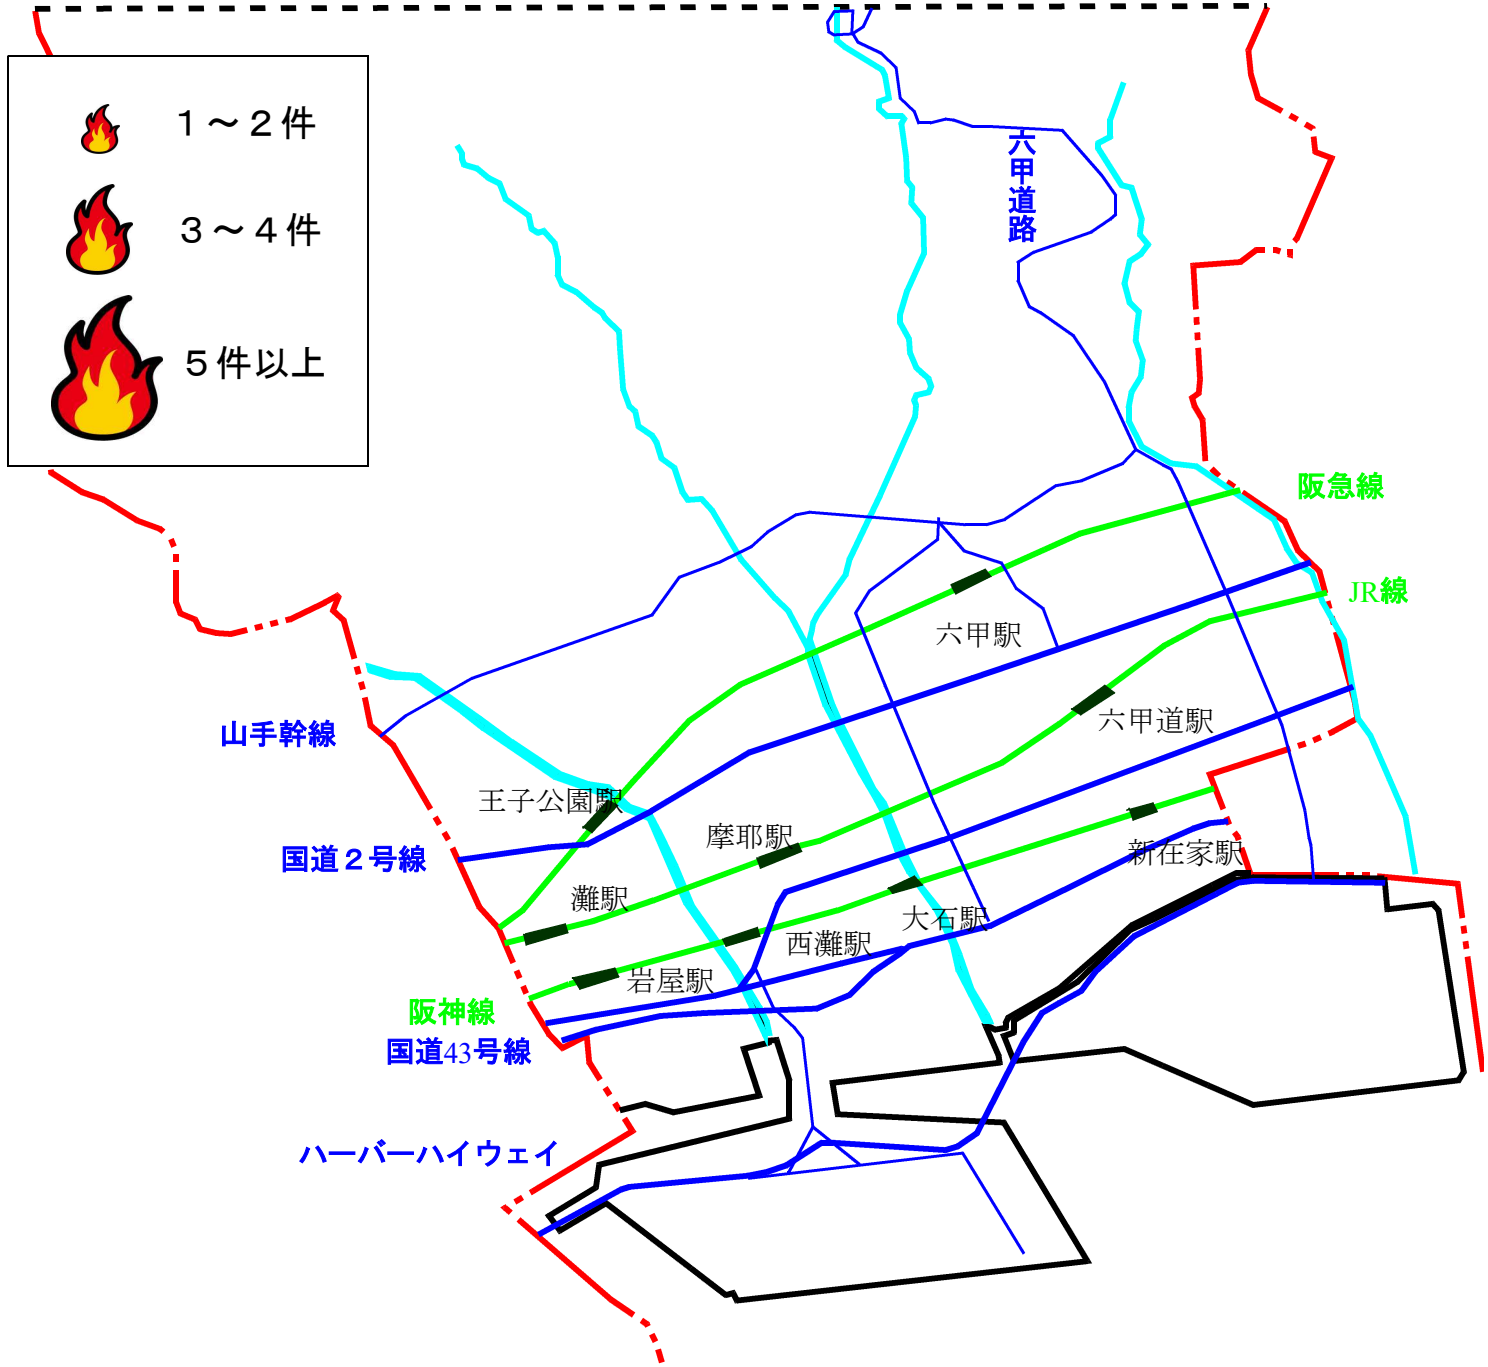 １～２件
３～４件
５件以上
六甲道路
阪急線
JR線
六甲駅
六甲道駅
山手幹線
王子公園駅
摩耶駅
国道２号線
新在家駅
灘駅
大石駅
西灘駅
岩屋駅
阪神線
国道43号線
ハーバーハイウェイ